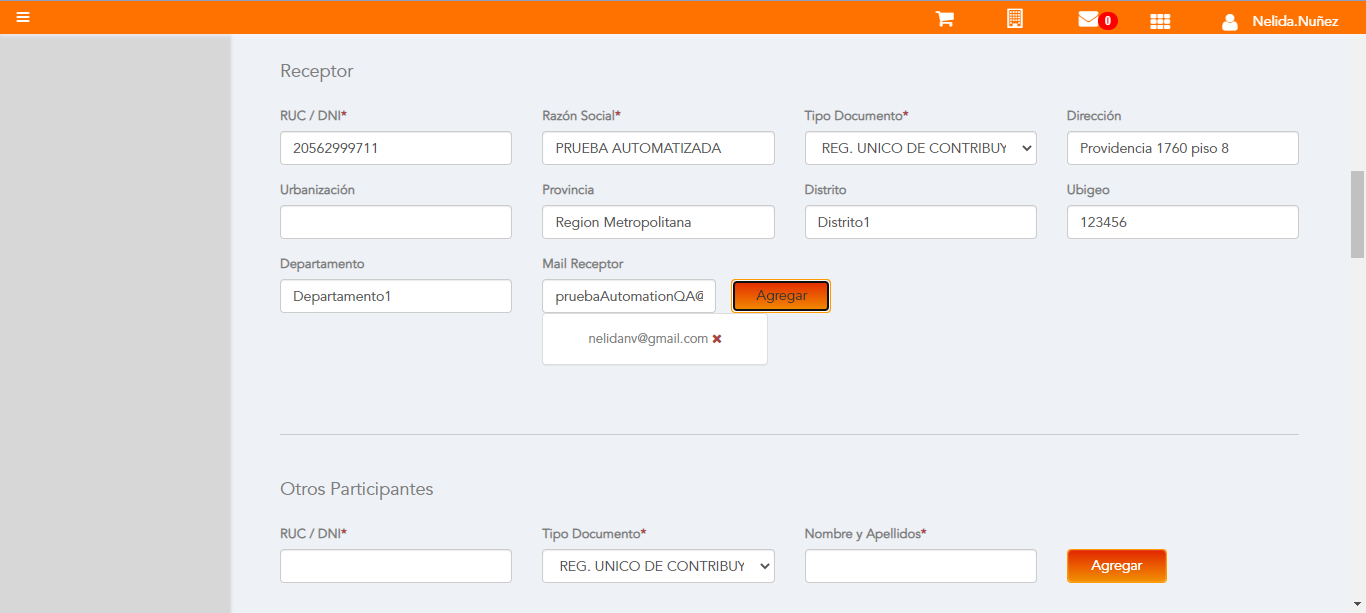 0 Nelida.Nuñez
Receptor
RUC / DNI* Razón Social* Tipo Documento* Dirección
20562999711 PRUEBA AUTOMATIZADA REG. UNICO DE CONTRIBUY Providencia 1760 piso 8
Urbanización Provincia Distrito Ubigeo
Region Metropolitana Distrito1 123456
Departamento Mail Receptor
Departamento1 pruebaAutomationQA@ Agregar
nelidanv@gmail.com
Otros Participantes
RUC / DNI* Tipo Documento* Nombre y Apellidos*
REG. UNICO DE CONTRIBUY Agregar